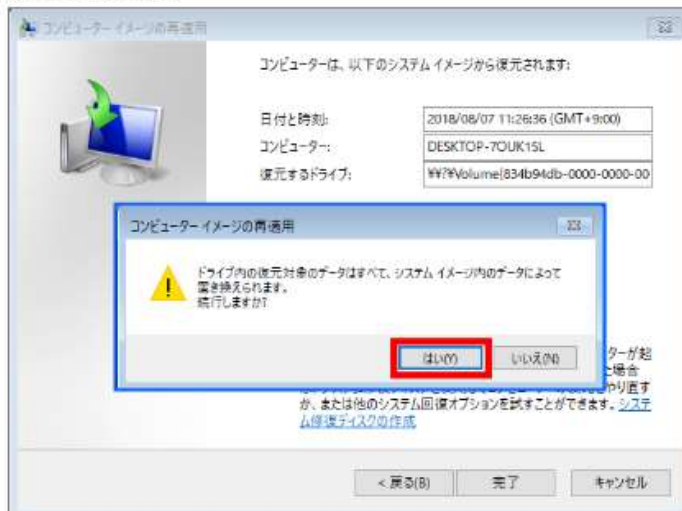 コンピューター イメージの再適用
コンピューターは、以下のシステム イメージから復元されます:
日付と時刻:
2018/08/07 11:26:36 (GMT+9:00)
コンピューター:
DESKTOP-7OUK15L
復元するドライブ:
¥¥?¥Volume{834b94db-0000-0000-00
コンピューター イメージの再適用
ドライブ内の復元対象のデータはすべて、システム イメージ内のデータによって
置き換えられます。
続行しますか?
はい(Y)
いいえ(N)
ターが起
た場合
やり直す
か、または他のシステム回復オプションを試すことができます。システ
ム修復ディスクの作成
< 戻る(B)
完了
キャンセル